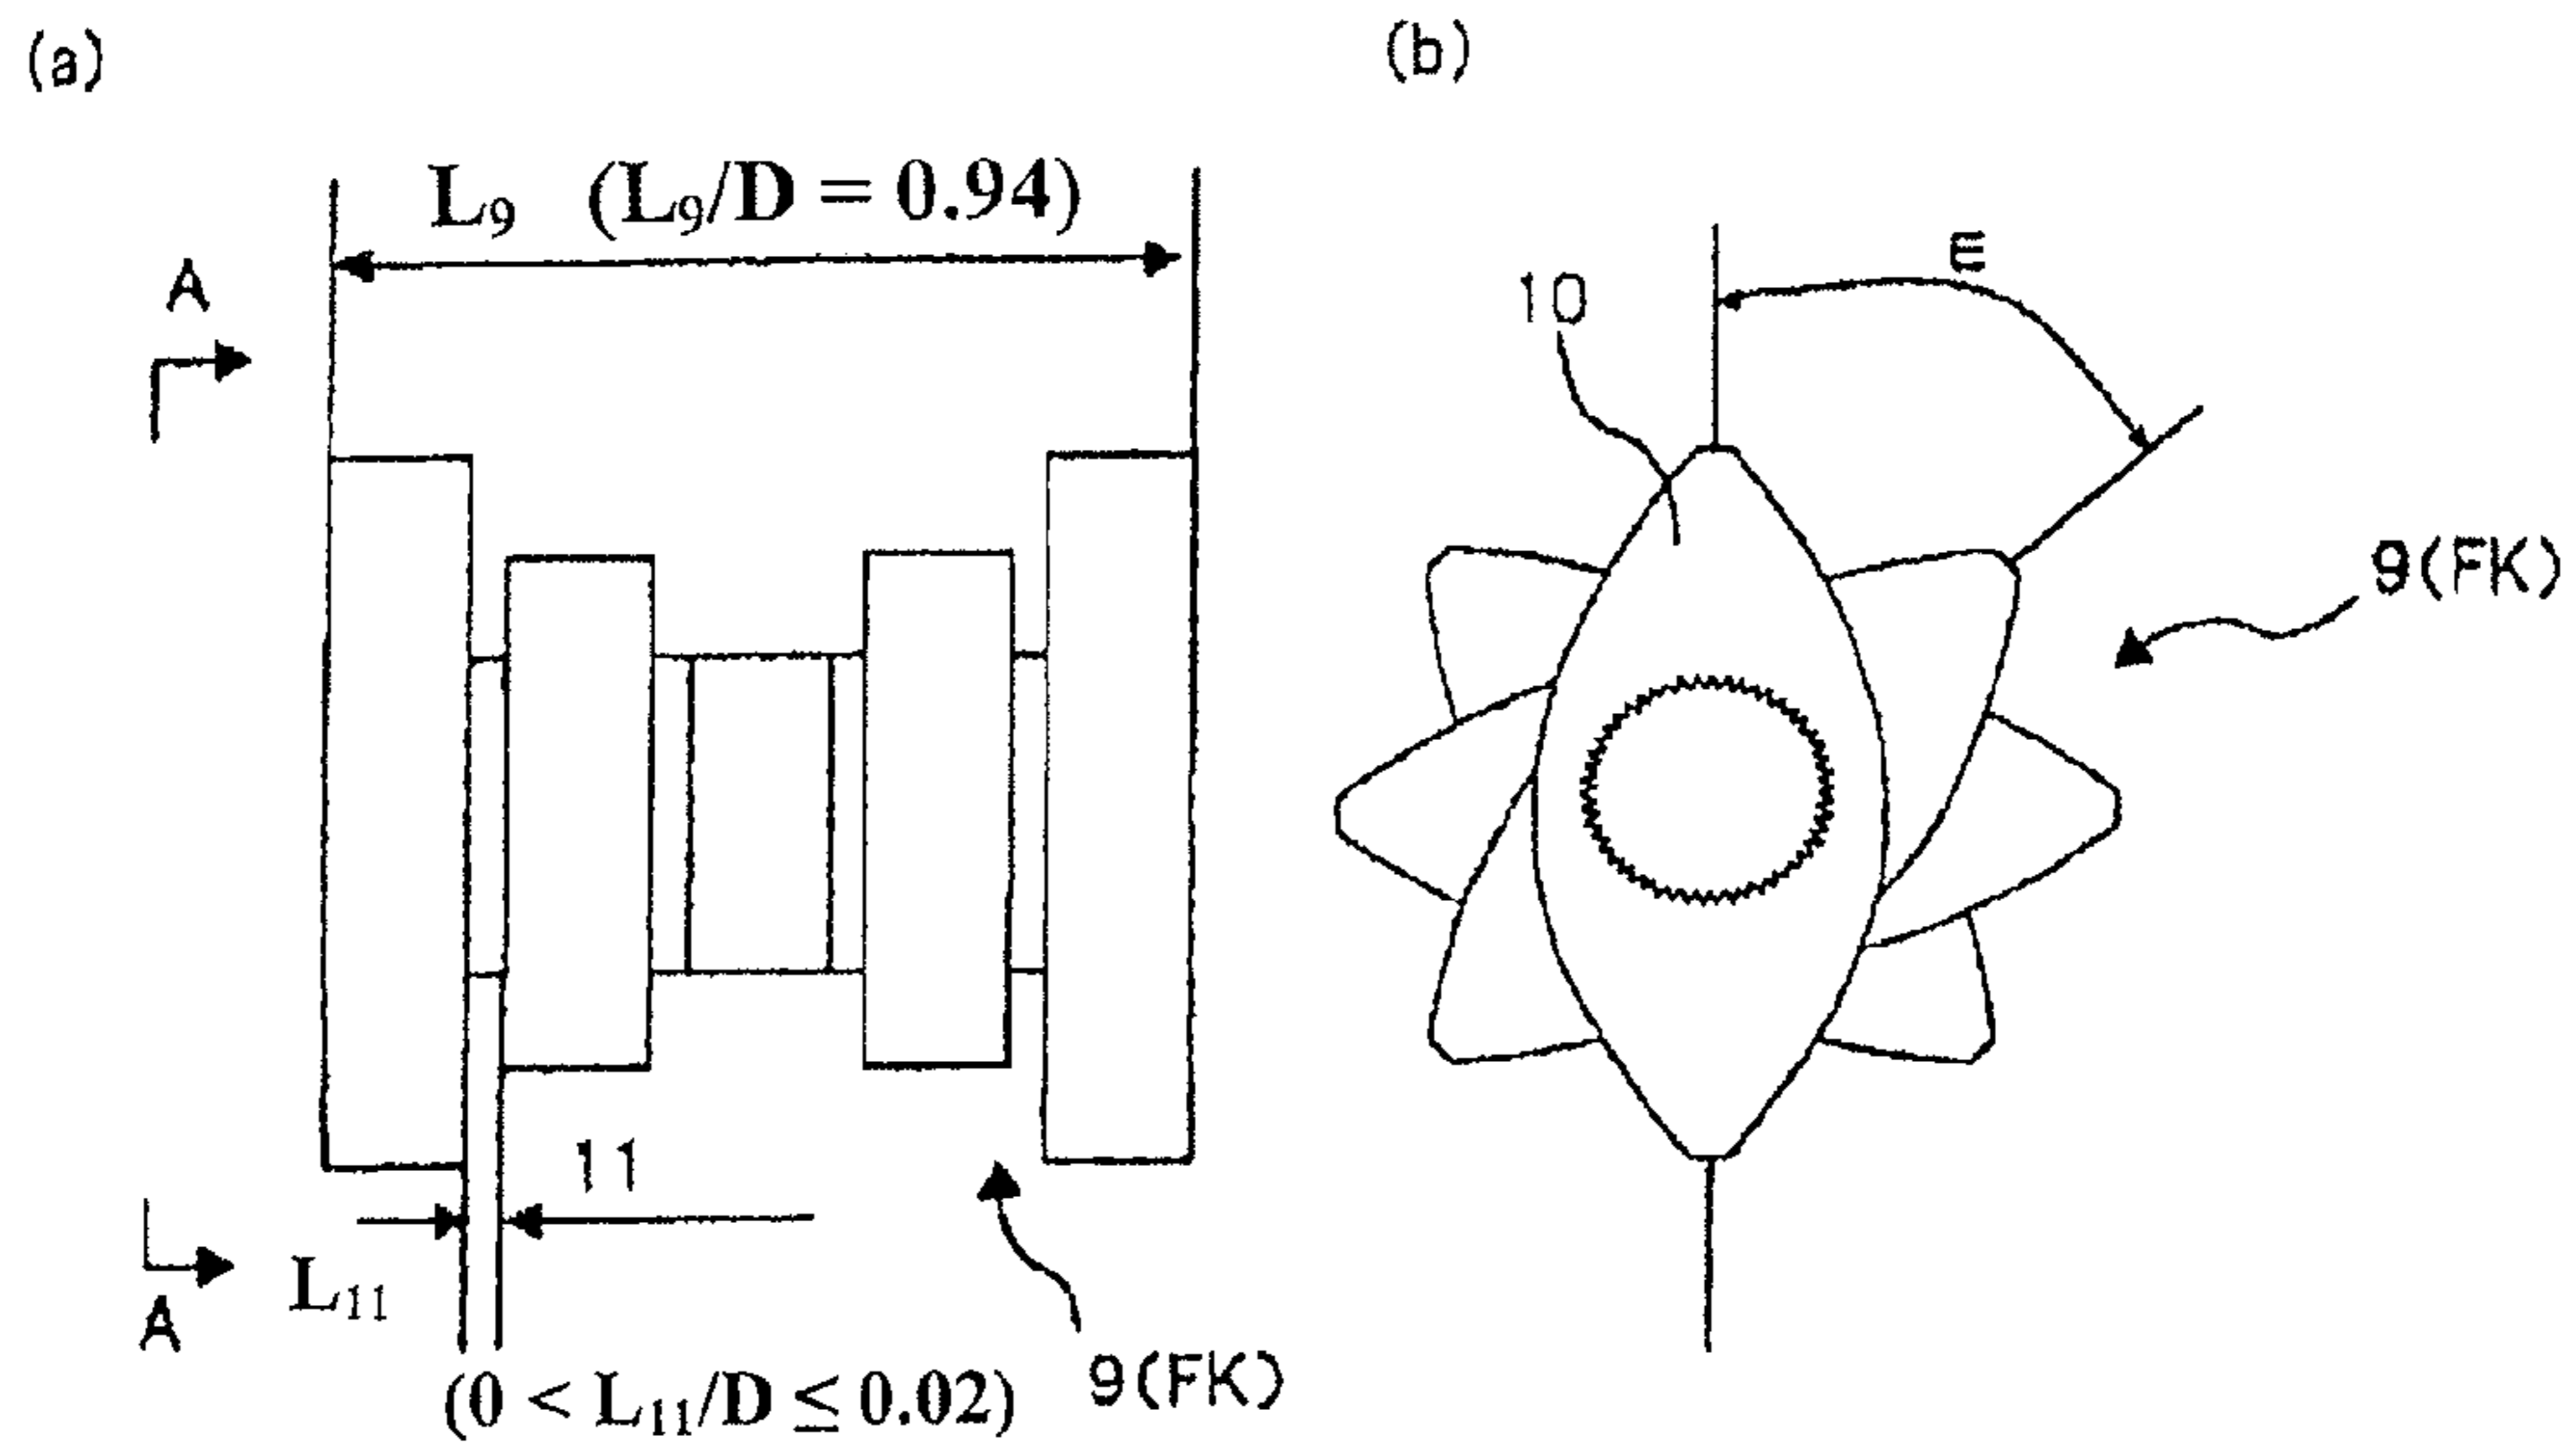 (a)
(b)
L₉ (L₉/D = 0.94)
A
10
E
9(FK)
11
L₁₁
A
9(FK)
(0 < L₁₁/D ≤ 0.02)